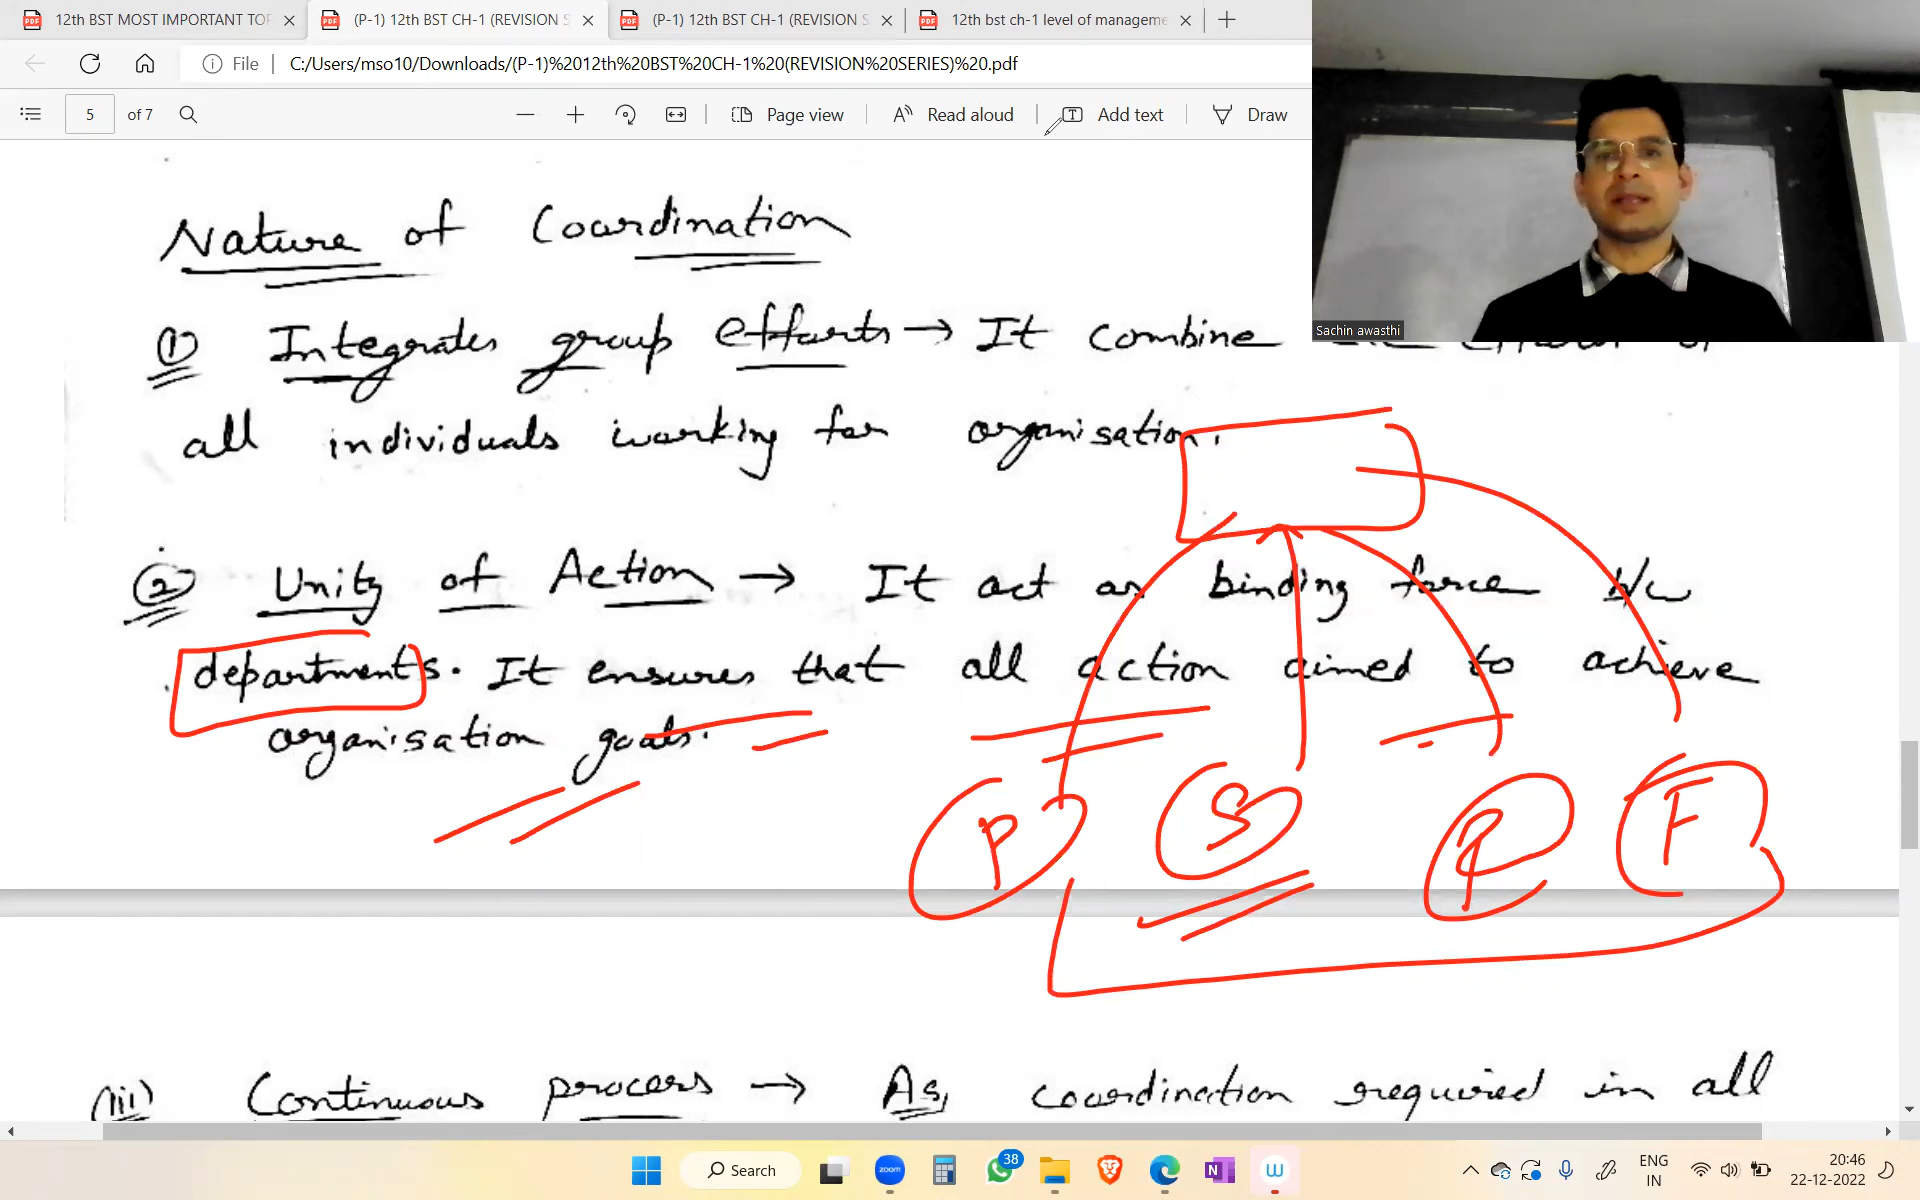 12th BST MOST IMPORTANT TOP
(P-1) 12th BST CH-1 (REVISION S
(P-1) 12th BST CH-1 (REVISION S
12th bst ch-1 level of manageme
File
C:/Users/mso10/Downloads/(P-1)%2012th%20BST%20CH-1%20(REVISION%20SERIES)%20.pdf
5 of 7
Page view
Read aloud
Add text
Draw
Sachin awasthi
Nature of Coordination
(1) Integrates group efforts → It combine
all individuals working for organisation.
(2) Unity of Action → It act as binding force b/w
departments. It ensures that all action aimed to achieve
organisation goals.
P S F
(iii) Continuous process → As, coordination required in all
Search
zoom
38
ENG
IN
20:46
22-12-2022